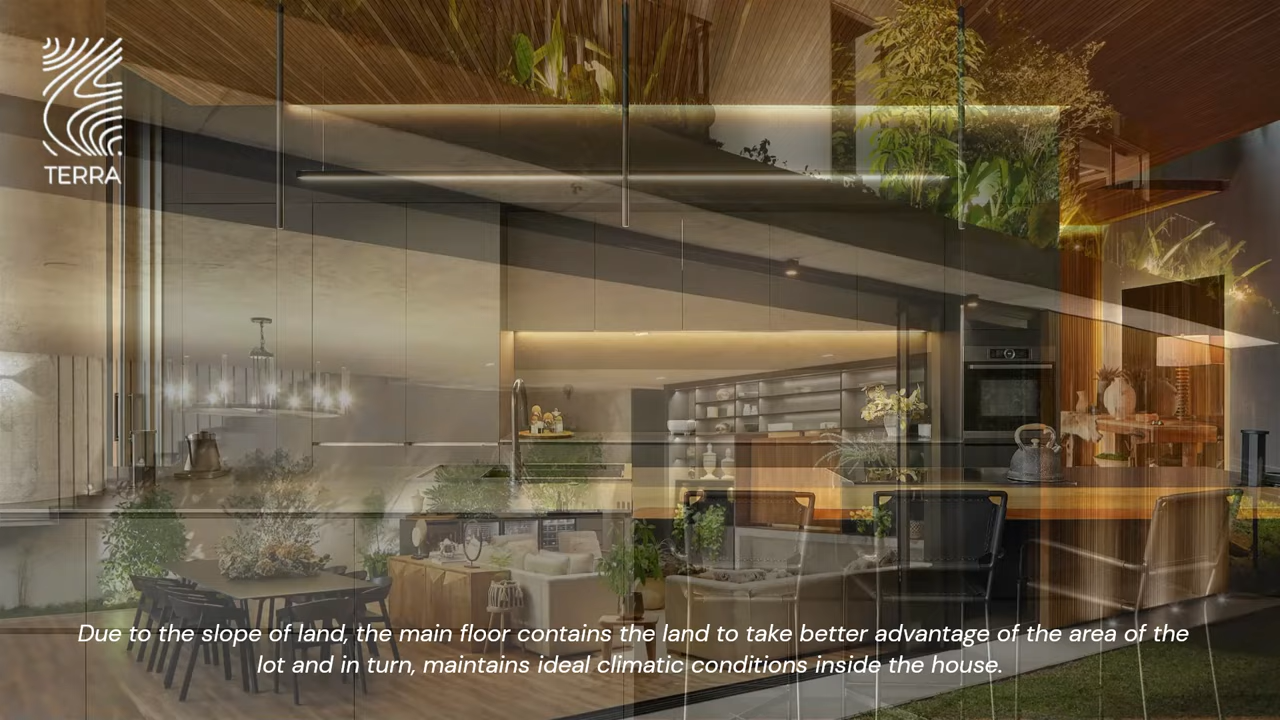 TERRA
Due to the slope of land, the main floor contains the land to take better advantage of the area of the
lot and in turn, maintains ideal climatic conditions inside the house.